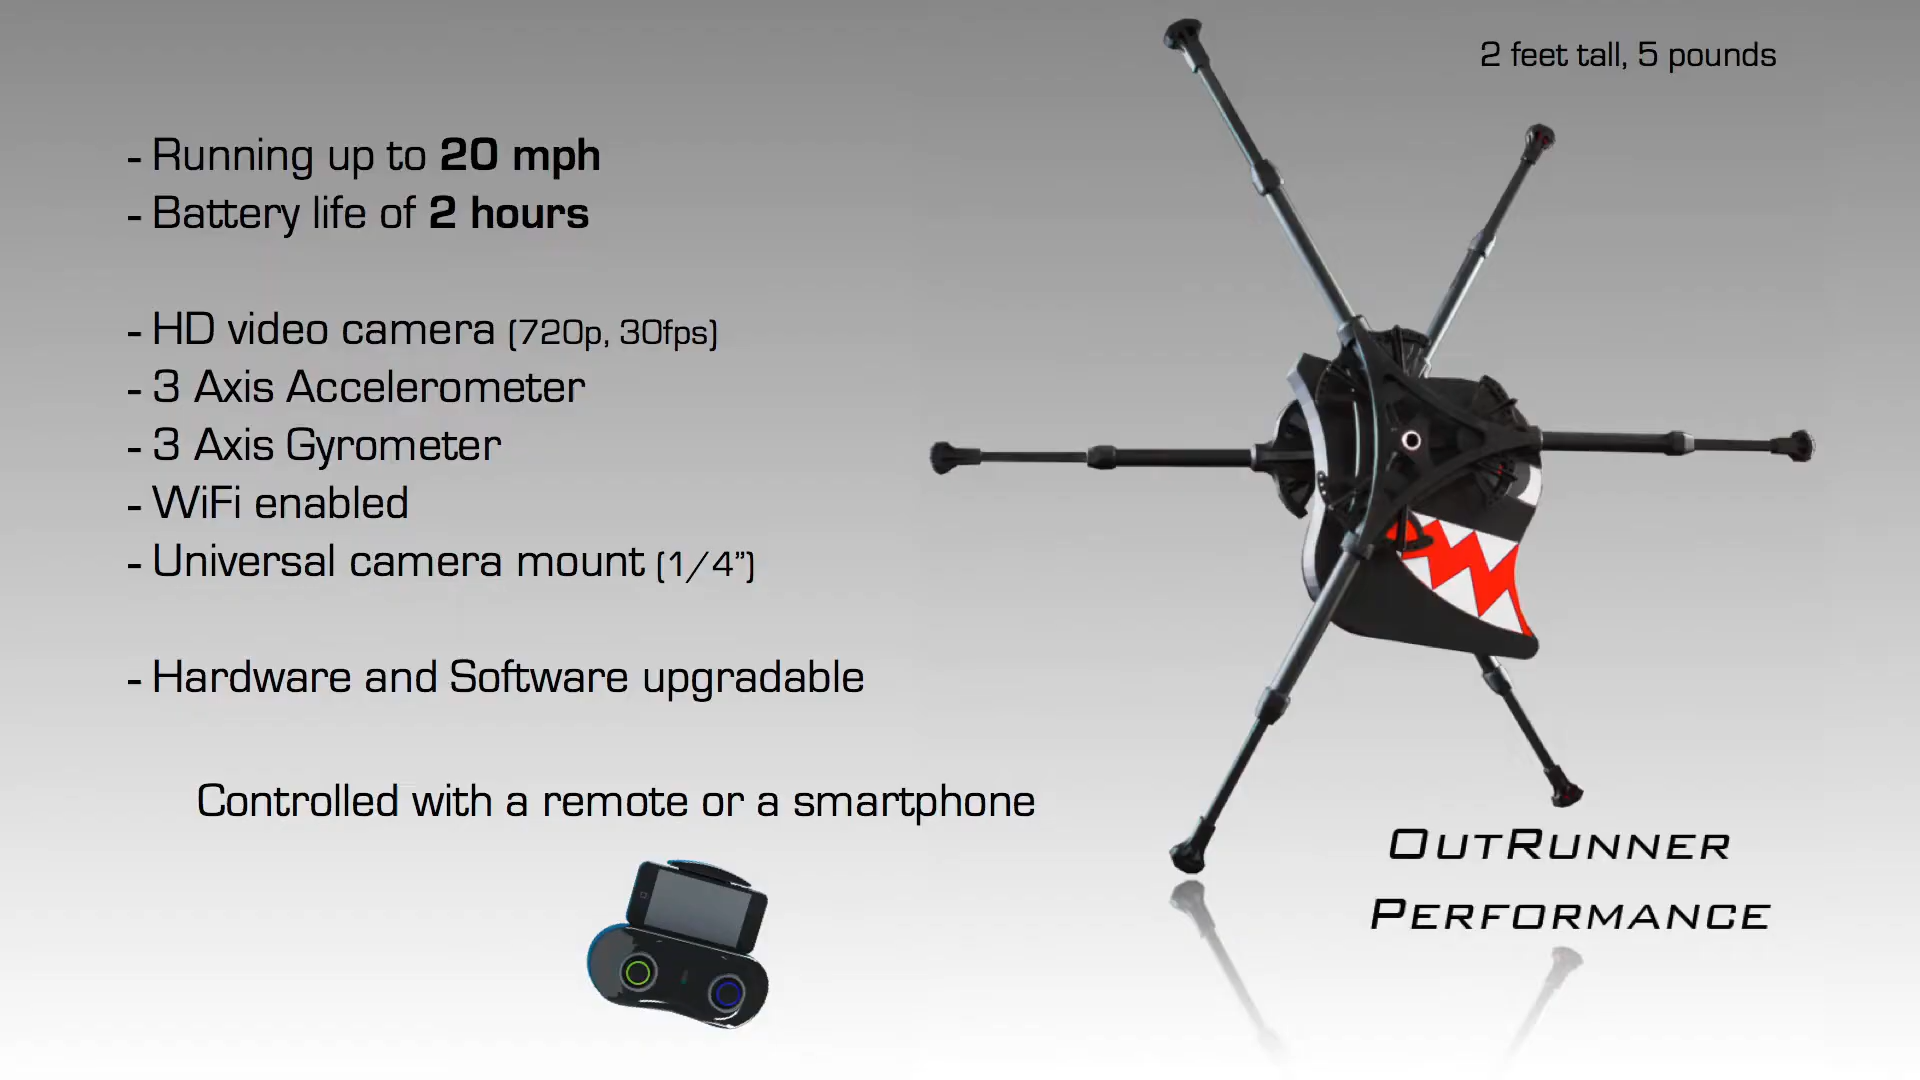 2 feet tall, 5 pounds
- Running up to 20 mph
- Battery life of 2 hours
- HD video camera (720p, 30fps)
- 3 Axis Accelerometer
- 3 Axis Gyrometer
- WiFi enabled
- Universal camera mount (1/4”)
- Hardware and Software upgradable
Controlled with a remote or a smartphone
OUTRUNNER
PERFORMANCE